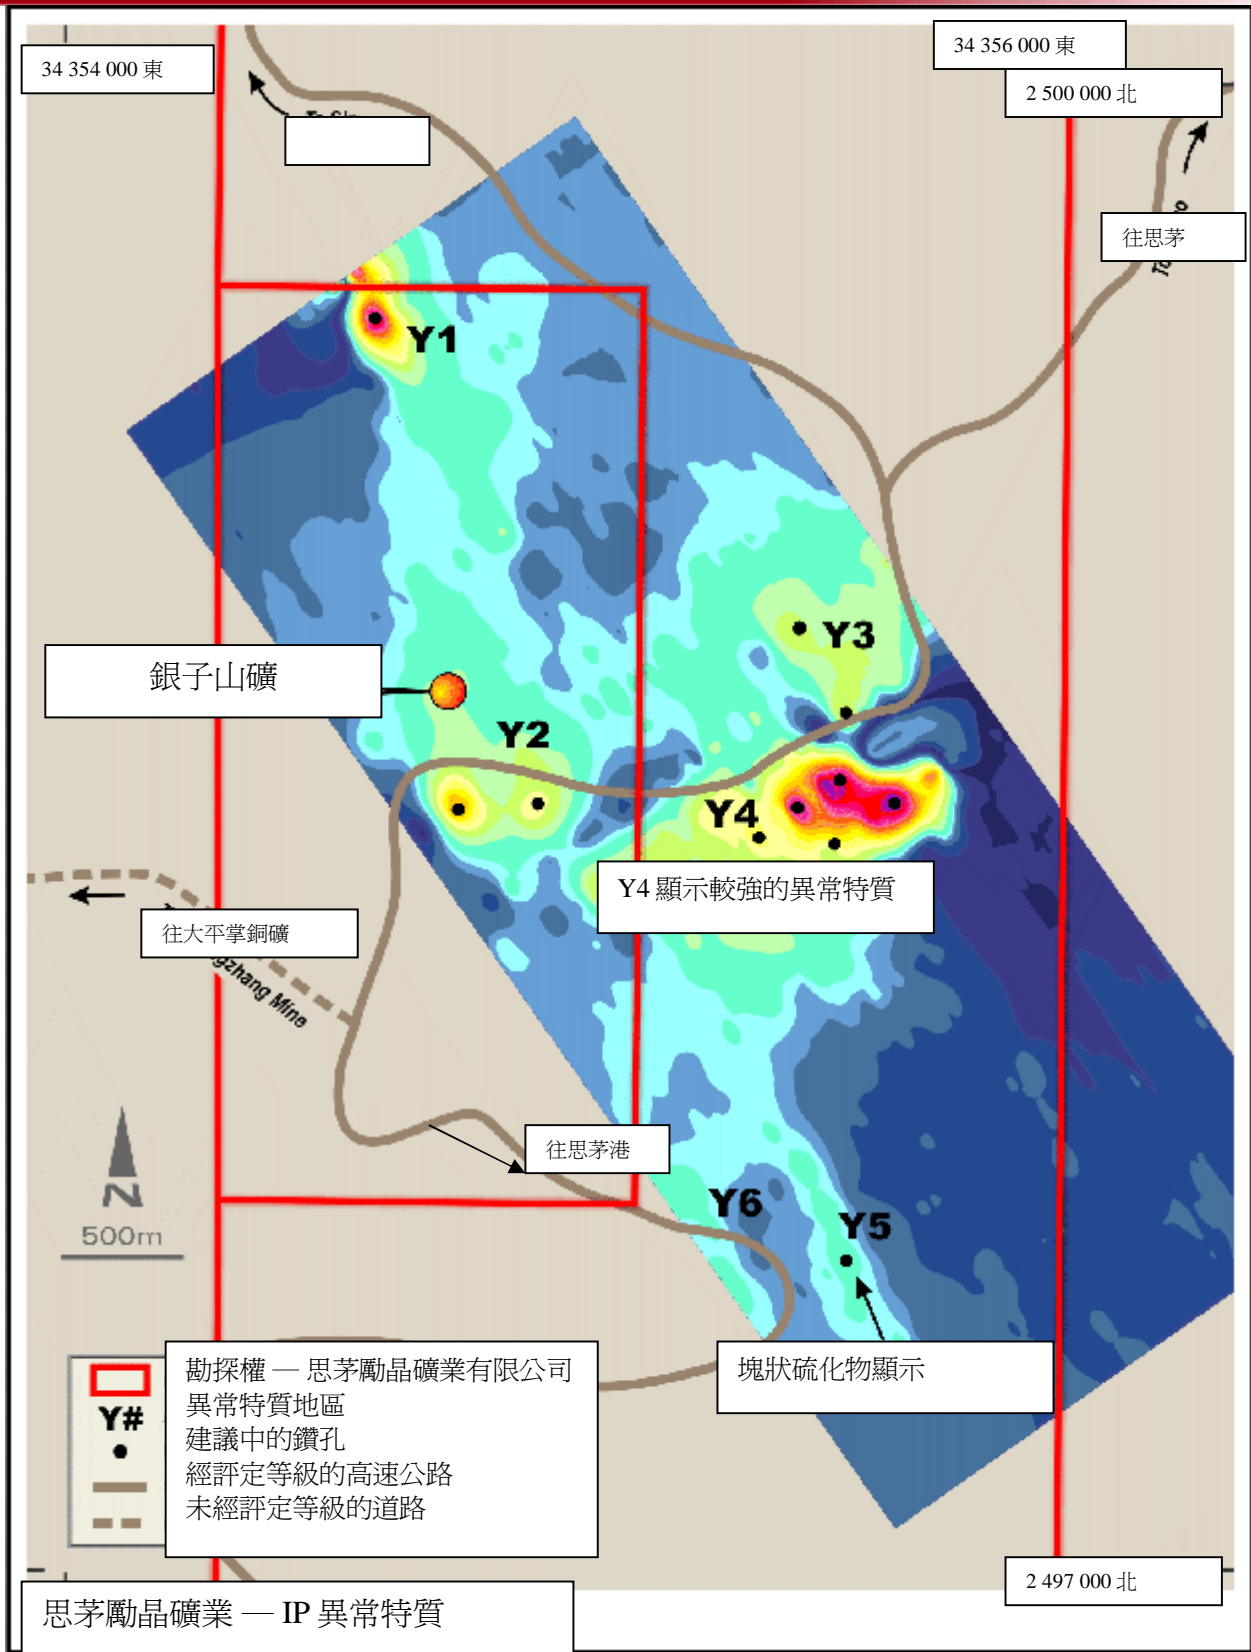 34 354 000 東
34 356 000 東
2 500 000 北
往思茅
Y1
Y3
銀子山礦
Y2
Y4
Y4 顯示較強的異常特質
往大平掌銅礦
gzhang Mine
往思茅港
N
500m
Y6
Y5
塊狀硫化物顯示
勘探權 — 思茅勵晶礦業有限公司
Y# 異常特質地區
建議中的鑽孔
經評定等級的高速公路
未經評定等級的道路
2 497 000 北
思茅勵晶礦業 — IP 異常特質